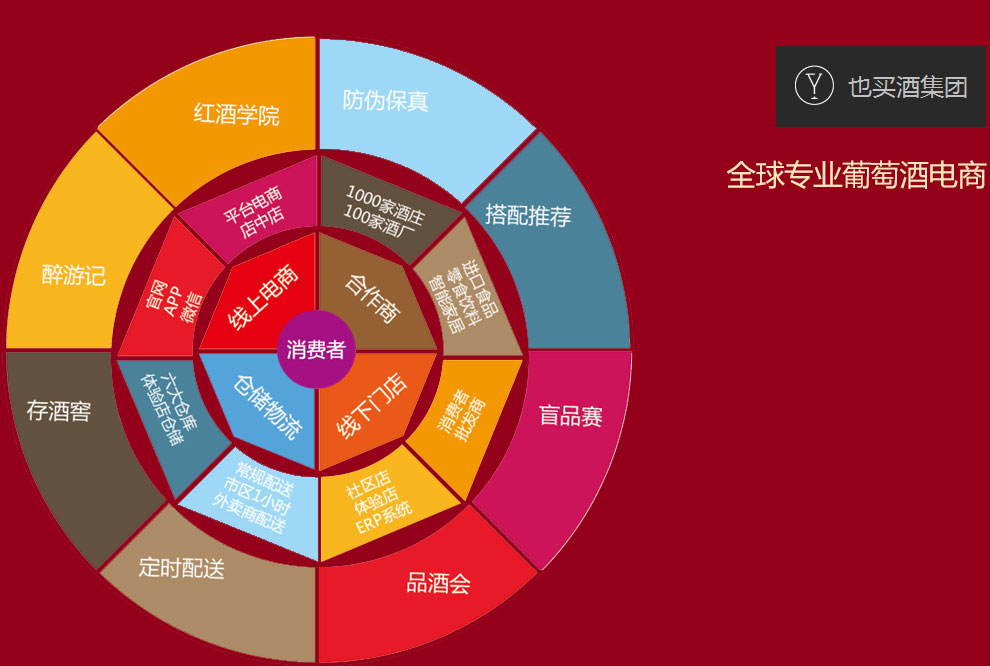 也买酒集团
全球专业葡萄酒电商
红酒学院
防伪保真
搭配推荐
盲品赛
品酒会
定时配送
存酒窖
醉游记
平台电商
店中店
1000家酒庄
100家酒厂
进口食品
零食饮料
智能家居
消费者
批发商
社区店
体验店
ERP系统
常规配送
市区1小时
外卖商配送
六大仓库
体验店仓储
官网
APP
微信
线上电商
合作商
线下门店
仓储物流
消费者